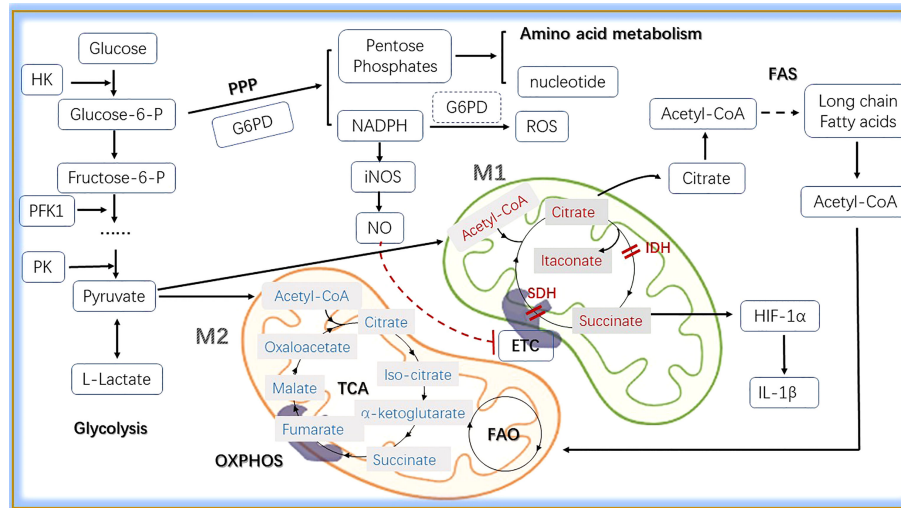 Glucose
HK
Glucose-6-P
Fructose-6-P
PFK1
......
PK
Pyruvate
L-Lactate
Glycolysis
PPP
G6PD
Pentose
Phosphates
Amino acid metabolism
nucleotide
NADPH
G6PD
ROS
iNOS
NO
FAS
Acetyl-CoA
Long chain
Fatty acids
Citrate
Acetyl-CoA
M1
Acetyl-CoA
Citrate
Itaconate
IDH
SDH
Succinate
ETC
HIF-1α
IL-1β
M2
Acetyl-CoA
Citrate
Oxaloacetate
Iso-citrate
Malate
TCA
α-ketoglutarate
Fumarate
Succinate
FAO
OXPHOS